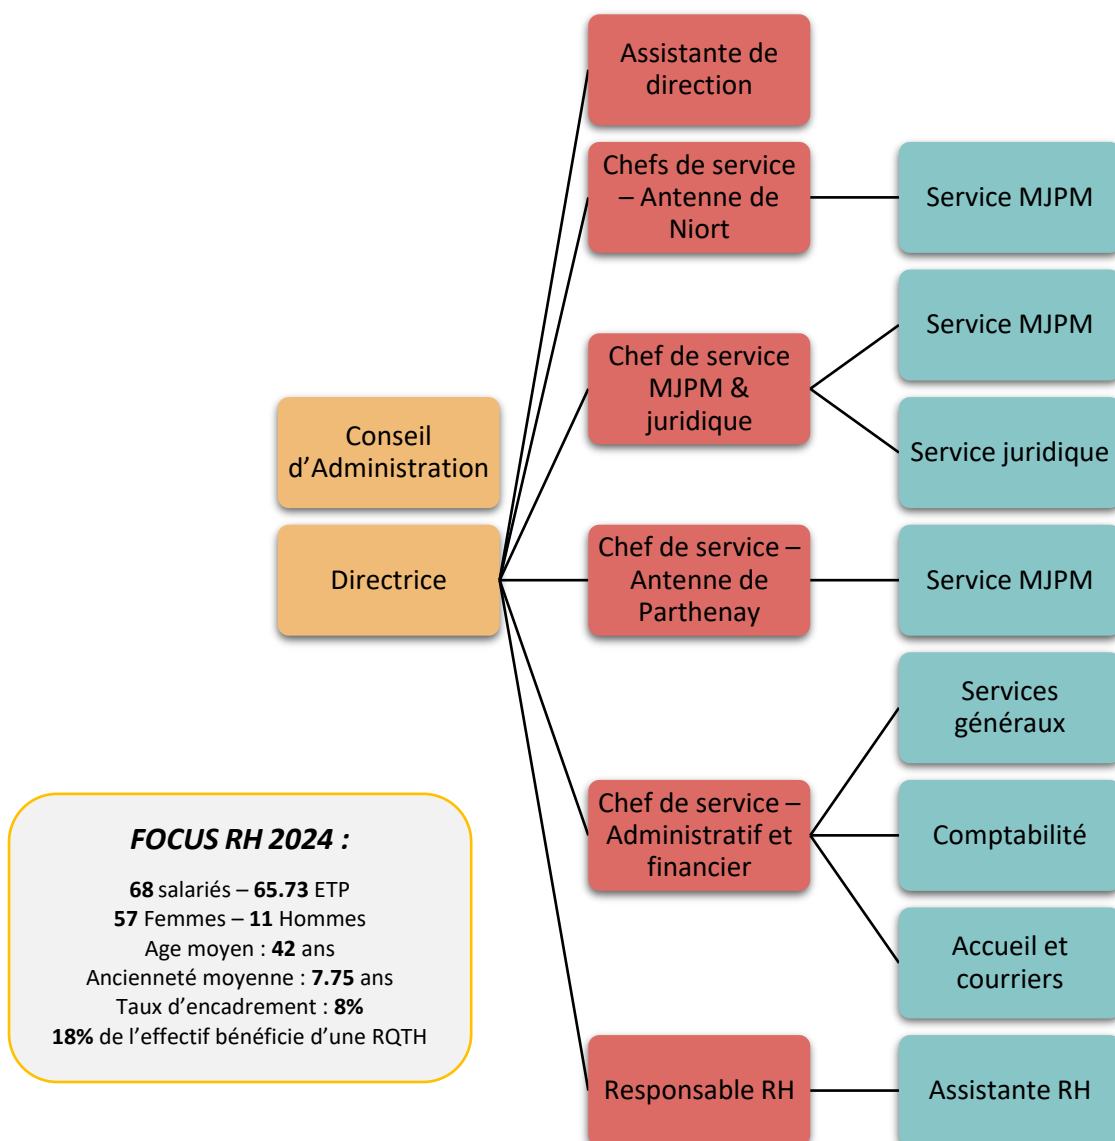 Assistante de
direction
Chefs de service
– Antenne de
Niort
Service MJPM
Chef de service
MJPM &
juridique
Service MJPM
Service juridique
Conseil
d’Administration
Directrice
Chef de service –
Antenne de
Parthenay
Service MJPM
Chef de service –
Administratif et
financier
Services
généraux
Comptabilité
Accueil et
courriers
Responsable RH
Assistante RH
FOCUS RH 2024 :
68 salariés – 65.73 ETP
57 Femmes – 11 Hommes
Age moyen : 42 ans
Ancienneté moyenne : 7.75 ans
Taux d’encadrement : 8%
18% de l’effectif bénéficie d’une RQTH